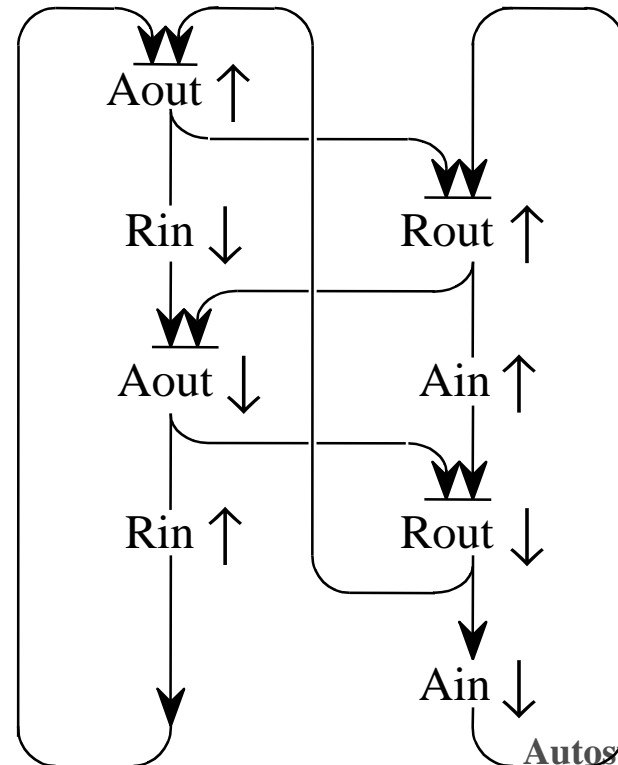 Aout ↑
Rin ↓
Rout ↑
Aout ↓
Ain ↑
Rin ↑
Rout ↓
Ain ↓
Autos